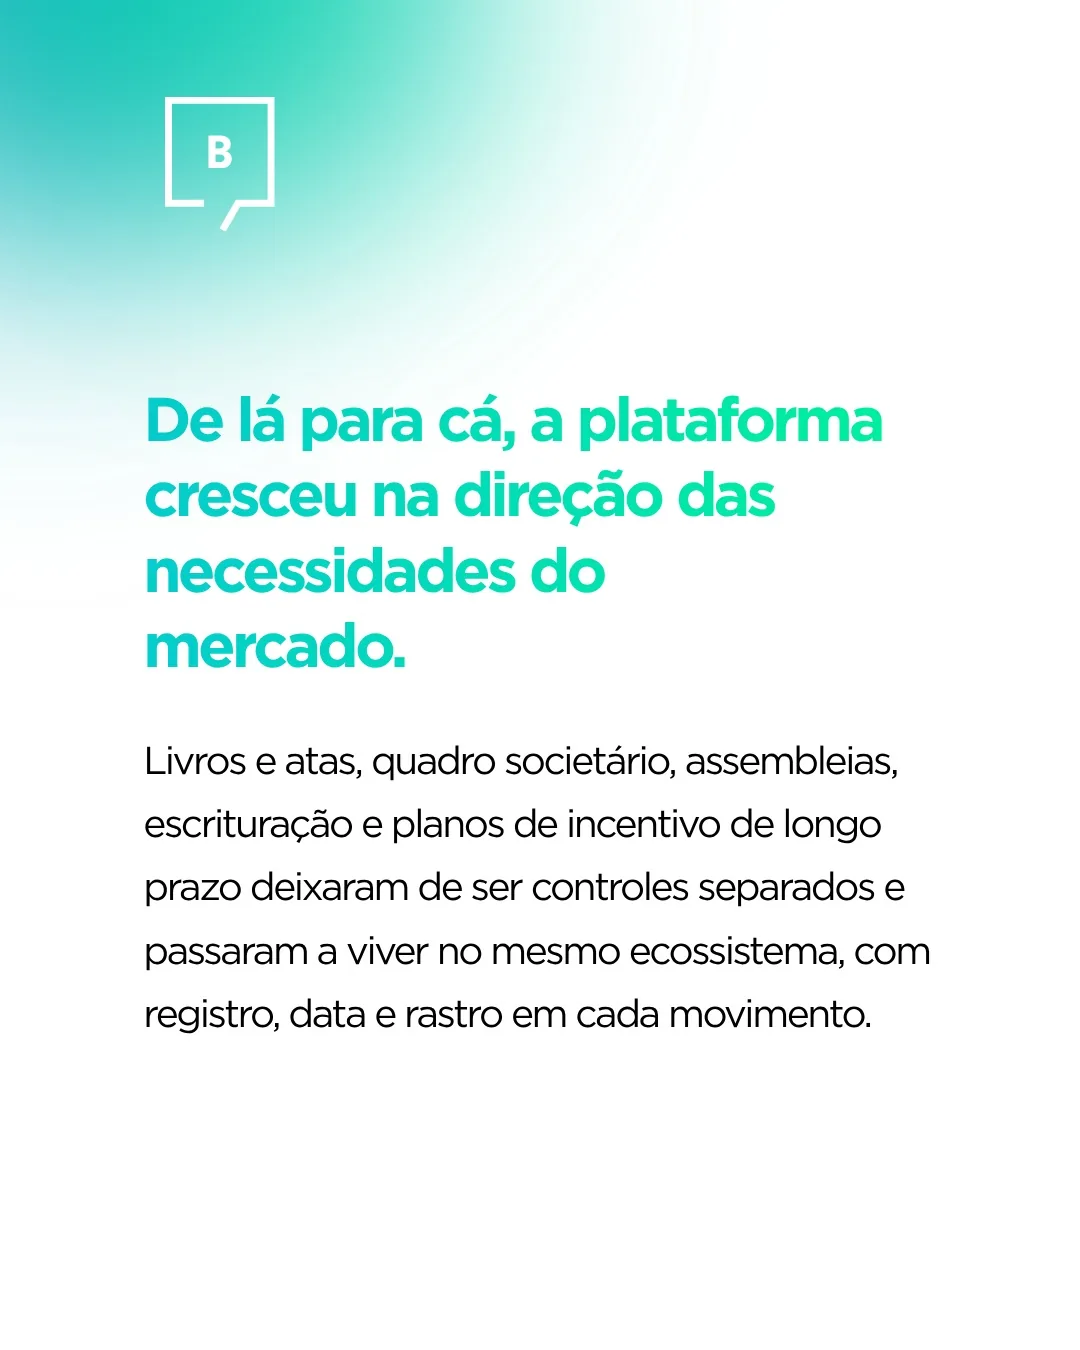 B
De lá para cá, a plataforma
cresceu na direção das
necessidades do
mercado.
Livros e atas, quadro societário, assembleias,
escrituração e planos de incentivo de longo
prazo deixaram de ser controles separados e
passaram a viver no mesmo ecossistema, com
registro, data e rastro em cada movimento.